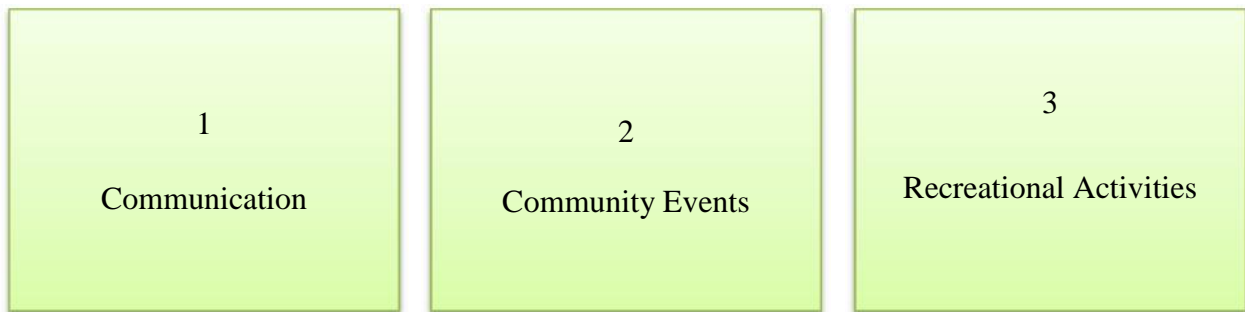 1
Communication
2
Community Events
3
Recreational Activities